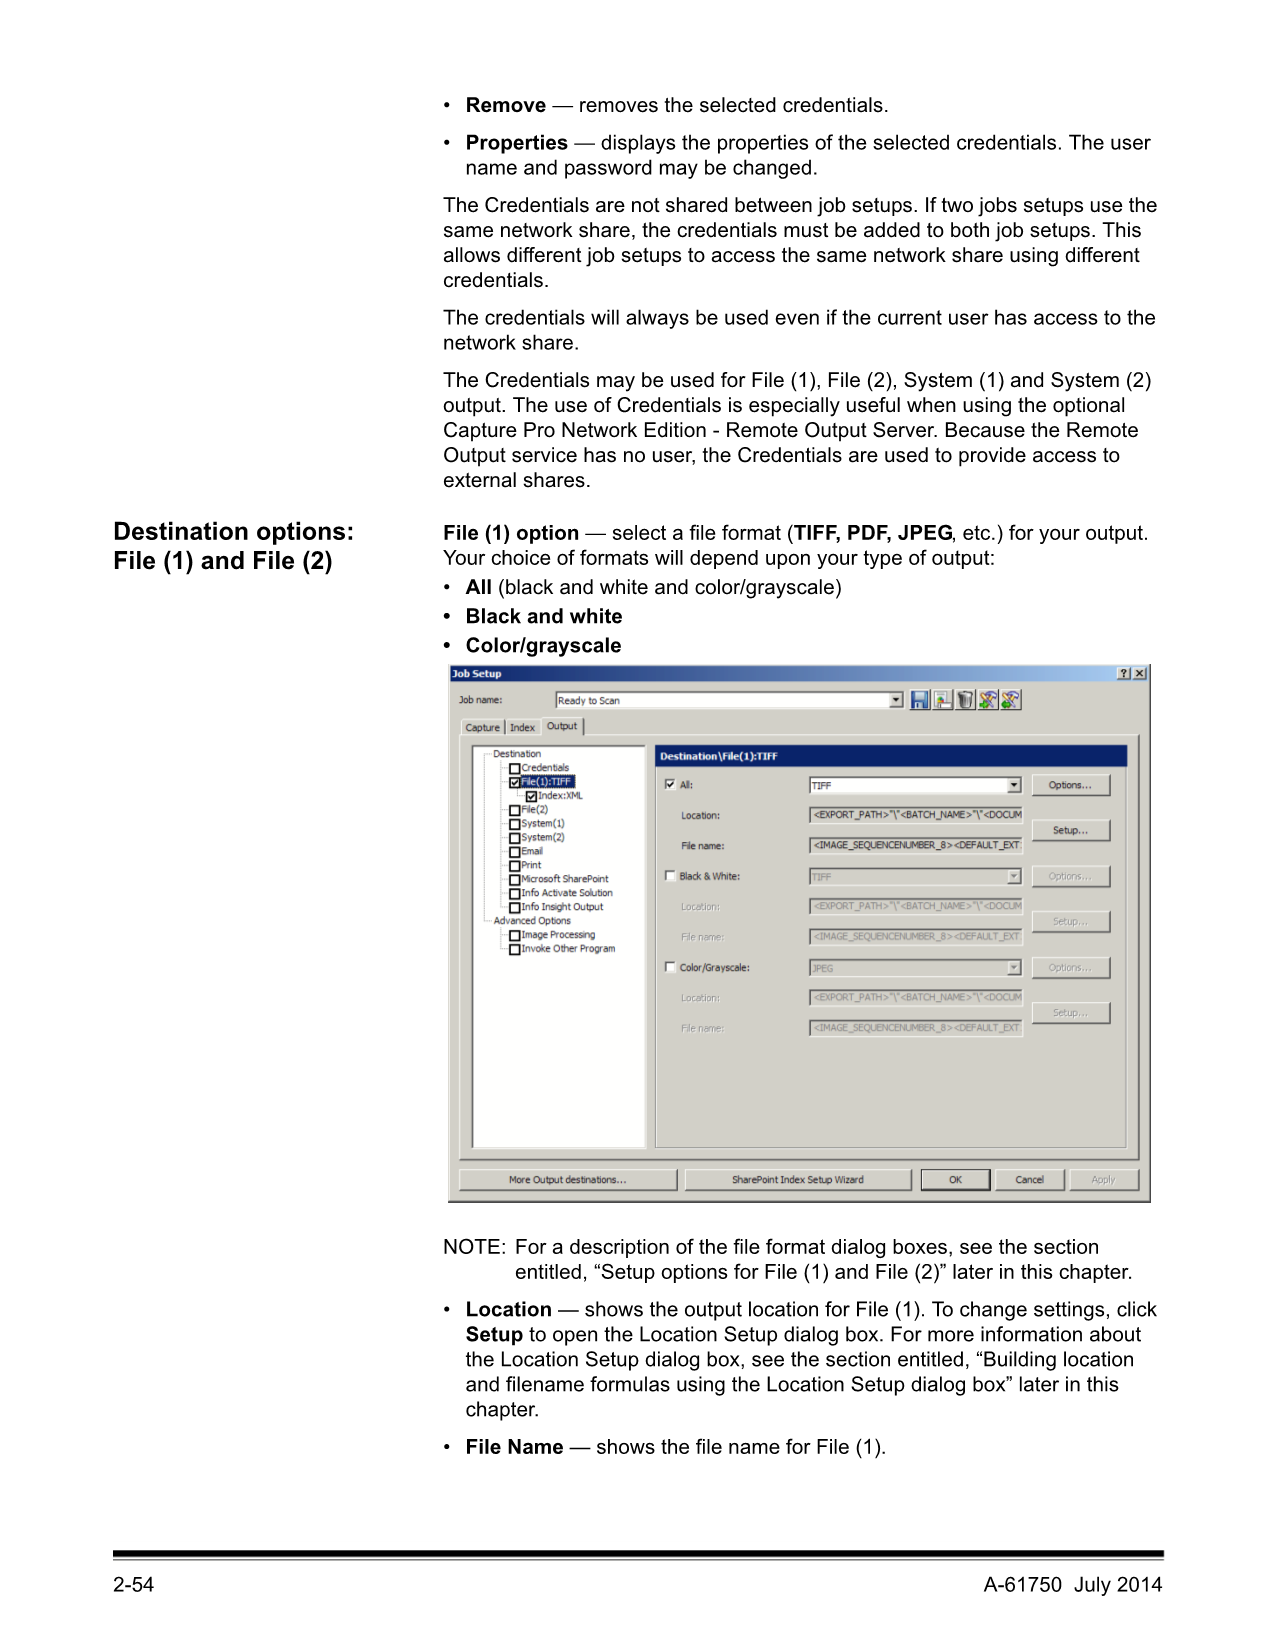 • Remove — removes the selected credentials.
• Properties — displays the properties of the selected credentials. The user
name and password may be changed.
The Credentials are not shared between job setups. If two jobs setups use the
same network share, the credentials must be added to both job setups. This
allows different job setups to access the same network share using different
credentials.
The credentials will always be used even if the current user has access to the
network share.
The Credentials may be used for File (1), File (2), System (1) and System (2)
output. The use of Credentials is especially useful when using the optional
Capture Pro Network Edition - Remote Output Server. Because the Remote
Output service has no user, the Credentials are used to provide access to
external shares.
Destination options:
File (1) and File (2)
File (1) option — select a file format (TIFF, PDF, JPEG, etc.) for your output.
Your choice of formats will depend upon your type of output:
• All (black and white and color/grayscale)
• Black and white
• Color/grayscale
Job Setup
Job name: Ready to Scan
Capture Index Output
Destination
Credentials
File(1):TIFF
Index:XML
File(2)
System(1)
System(2)
Email
Print
Microsoft SharePoint
Info Activate Solution
Info Insight Output
Advanced Options
Image Processing
Invoke Other Program
Destination\File(1):TIFF
All: TIFF Options...
Location: <EXPORT_PATH>"\"<BATCH_NAME>"\"<DOCUM
Setup...
File name: <IMAGE_SEQUENCENUMBER_8><DEFAULT_EXT
Black & White: TIFF Options...
Location: <EXPORT_PATH>"\"<BATCH_NAME>"\"<DOCUM
Setup...
File name: <IMAGE_SEQUENCENUMBER_8><DEFAULT_EXT
Color/Grayscale: JPEG Options...
Location: <EXPORT_PATH>"\"<BATCH_NAME>"\"<DOCUM
Setup...
File name: <IMAGE_SEQUENCENUMBER_8><DEFAULT_EXT
More Output destinations... SharePoint Index Setup Wizard OK Cancel Apply
NOTE: For a description of the file format dialog boxes, see the section
entitled, “Setup options for File (1) and File (2)” later in this chapter.
• Location — shows the output location for File (1). To change settings, click
Setup to open the Location Setup dialog box. For more information about
the Location Setup dialog box, see the section entitled, “Building location
and filename formulas using the Location Setup dialog box” later in this
chapter.
• File Name — shows the file name for File (1).
2-54 A-61750 July 2014